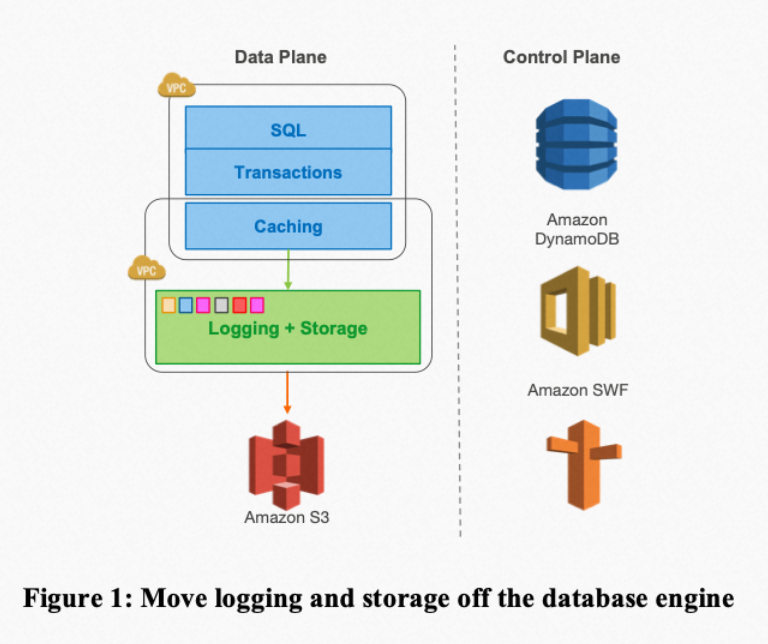 Data Plane
Control Plane
VPC
SQL
Transactions
Caching
VPC
Logging + Storage
Amazon S3
Amazon
DynamoDB
Amazon SWF
Figure 1: Move logging and storage off the database engine